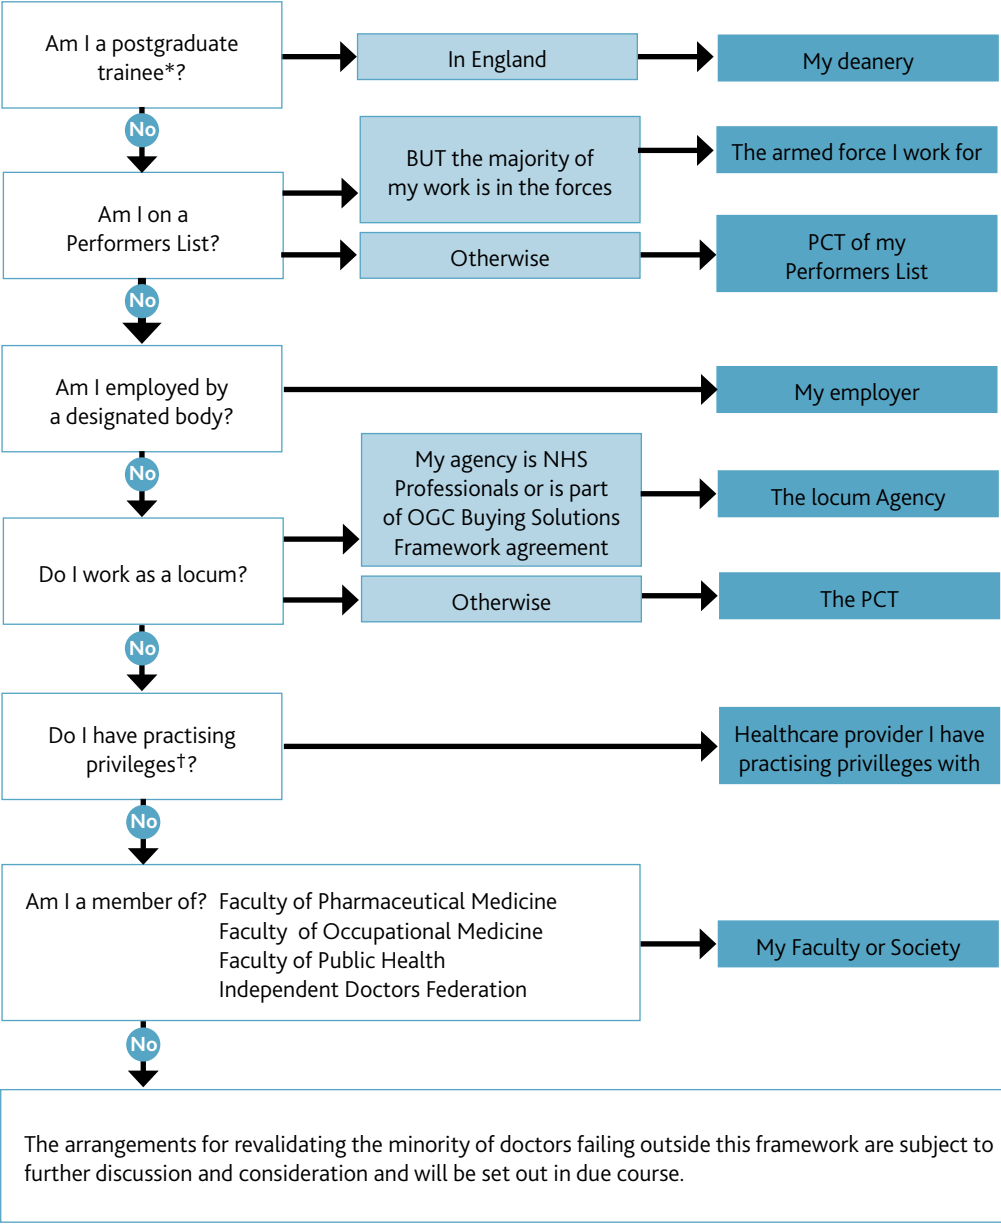 Am I a postgraduate
trainee*?
In England
My deanery
No
BUT the majority of
my work is in the forces
The armed force I work for
Am I on a
Performers List?
Otherwise
PCT of my
Performers List
No
Am I employed by
a designated body?
My employer
No
My agency is NHS
Professionals or is part
of OGC Buying Solutions
Framework agreement
The locum Agency
Do I work as a locum?
Otherwise
The PCT
No
Do I have practising
privileges†?
Healthcare provider I have
practising privilleges with
No
Am I a member of? Faculty of Pharmaceutical Medicine
Faculty of Occupational Medicine
Faculty of Public Health
Independent Doctors Federation
My Faculty or Society
No
The arrangements for revalidating the minority of doctors failing outside this framework are subject to
further discussion and consideration and will be set out in due course.